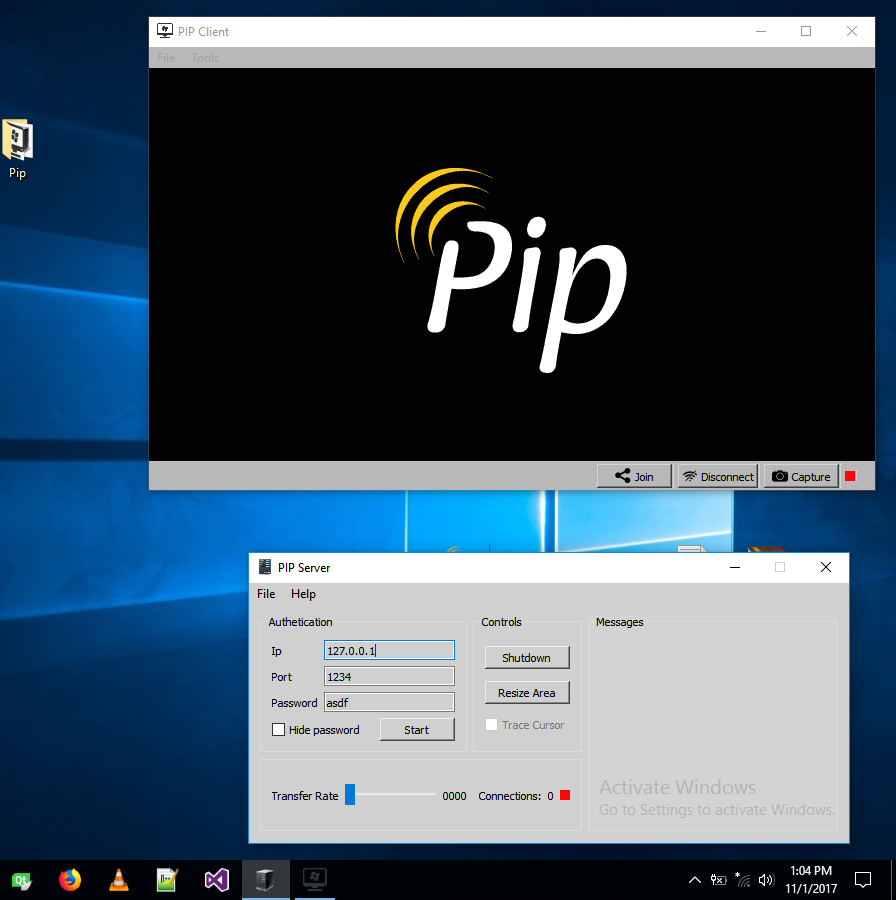 PIP Client
File Tools
Pip
Pip
Join Disconnect Capture
PIP Server
File Help
Authetication
Ip 127.0.0.1
Port 1234
Password asdf
Hide password Start
Controls
Shutdown
Resize Area
Trace Cursor
Messages
Transfer Rate 0000 Connections: 0
Activate Windows
Go to Settings to activate Windows.
Qt
1:04 PM
11/1/2017